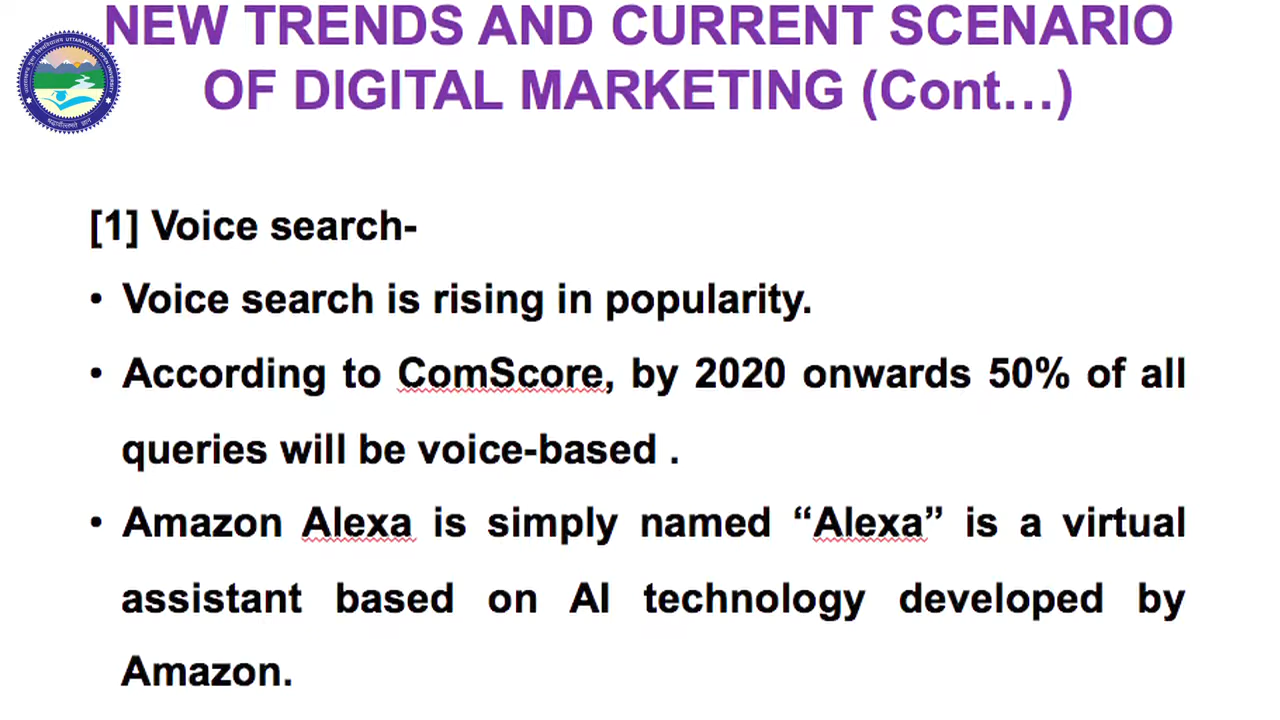 NEW TRENDS AND CURRENT SCENARIO
OF DIGITAL MARKETING (Cont…)
UTTARAKHAND OPEN
[1] Voice search-
• Voice search is rising in popularity.
• According to ComScore, by 2020 onwards 50% of all
queries will be voice-based .
• Amazon Alexa is simply named “Alexa” is a virtual
assistant based on AI technology developed by
Amazon.